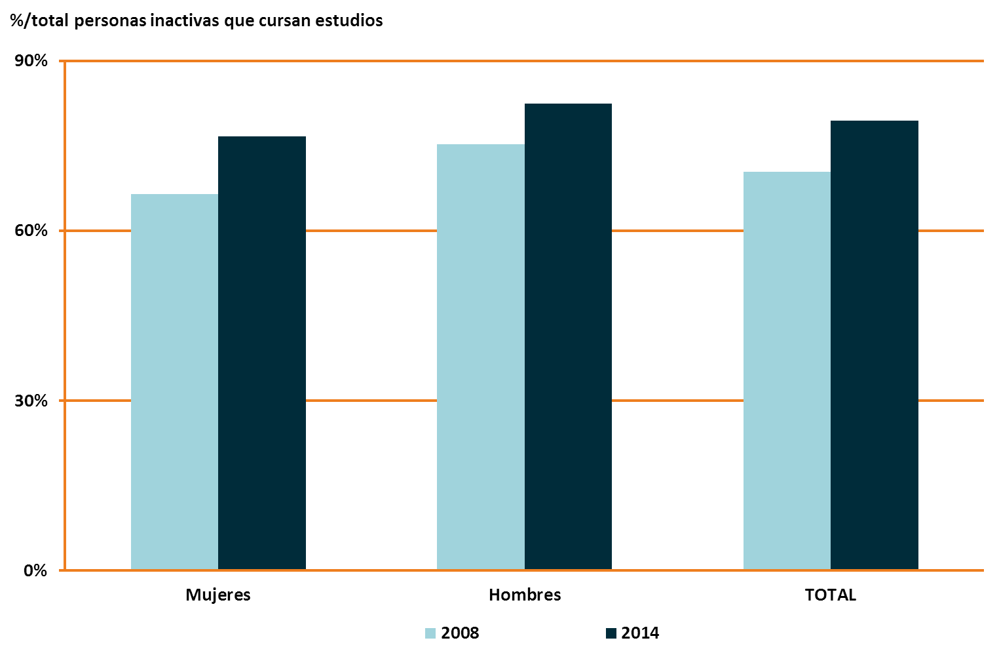 %/total personas inactivas que cursan estudios
90%
60%
30%
0%
Mujeres Hombres TOTAL
2008 2014